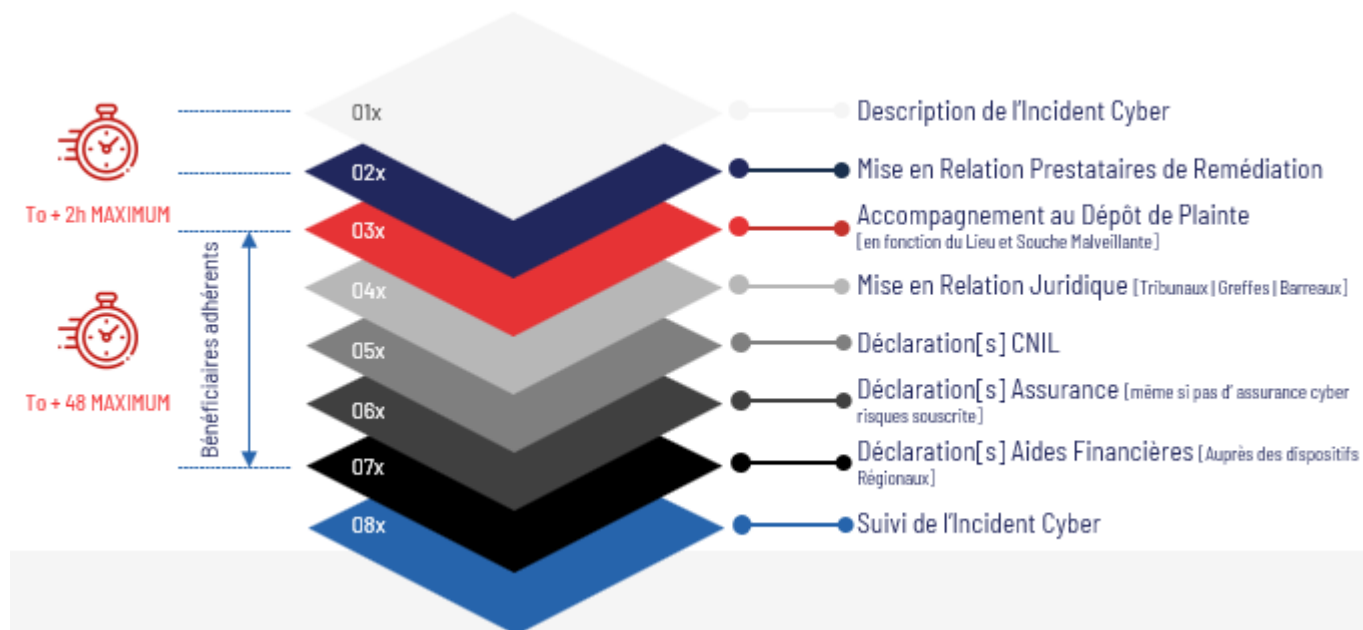 01x
Description de l'Incident Cyber
02x
Mise en Relation Prestataires de Remédiation
To + 2h MAXIMUM
03x
Accompagnement au Dépôt de Plainte
[en fonction du Lieu et Souche Malveillante]
Bénéficiaires adhérents
04x
Mise en Relation Juridique [Tribunaux | Greffes | Barreaux]
05x
Déclaration[s] CNIL
To + 48 MAXIMUM
06x
Déclaration[s] Assurance [même si pas d' assurance cyber
risques souscrite]
07x
Déclaration[s] Aides Financières [Auprès des dispositifs
Régionaux]
08x
Suivi de l'Incident Cyber